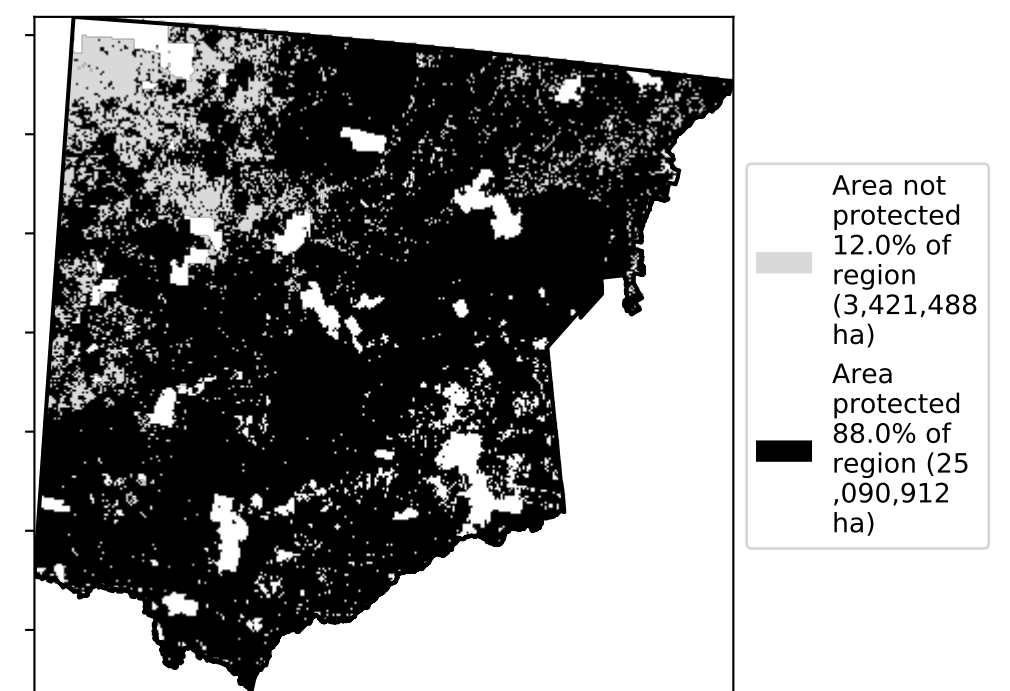 Area not
protected
12.0% of
region
(3,421,488
ha)
Area
protected
88.0% of
region (25
,090,912
ha)